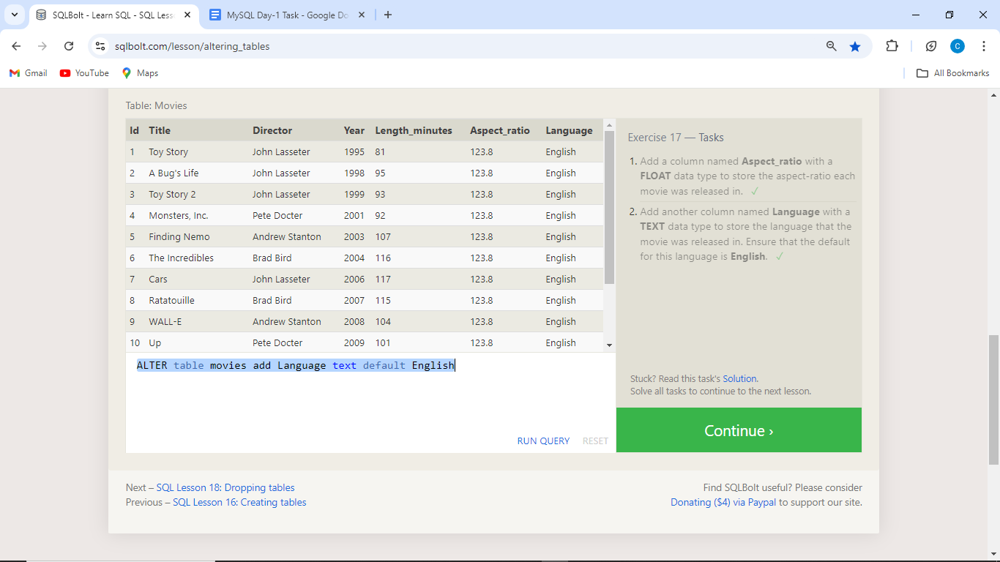 SQLBolt - Learn SQL - SQL Less
MySQL Day-1 Task - Google Do
sqlbolt.com/lesson/altering_tables
C
Gmail YouTube Maps All Bookmarks
Table: Movies
Id Title Director Year Length_minutes Aspect_ratio Language
1 Toy Story John Lasseter 1995 81 123.8 English
2 A Bug's Life John Lasseter 1998 95 123.8 English
3 Toy Story 2 John Lasseter 1999 93 123.8 English
4 Monsters, Inc. Pete Docter 2001 92 123.8 English
5 Finding Nemo Andrew Stanton 2003 107 123.8 English
6 The Incredibles Brad Bird 2004 116 123.8 English
7 Cars John Lasseter 2006 117 123.8 English
8 Ratatouille Brad Bird 2007 115 123.8 English
9 WALL-E Andrew Stanton 2008 104 123.8 English
10 Up Pete Docter 2009 101 123.8 English
ALTER table movies add Language text default English
RUN QUERY RESET
Exercise 17 — Tasks
1. Add a column named Aspect_ratio with a
FLOAT data type to store the aspect-ratio each
movie was released in. ✓
2. Add another column named Language with a
TEXT data type to store the language that the
movie was released in. Ensure that the default
for this language is English. ✓
Stuck? Read this task's Solution.
Solve all tasks to continue to the next lesson.
Continue ›
Next – SQL Lesson 18: Dropping tables
Previous – SQL Lesson 16: Creating tables
Find SQLBolt useful? Please consider
Donating ($4) via Paypal to support our site.